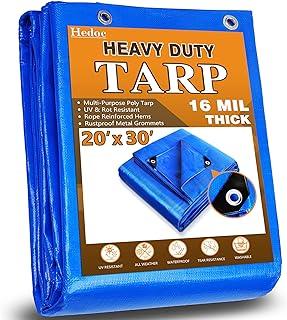 Hedoc
HEAVY DUTY
TARP
• Multi-Purpose Poly Tarp
• UV & Rot Resistant
• Rope Reinforced Hems
• Rustproof Metal Grommets
16 MIL
THICK
20' x 30'
UV RESISTANT
ALL WEATHER
WATERPROOF
TEAR RESISTANCE
WASHABLE